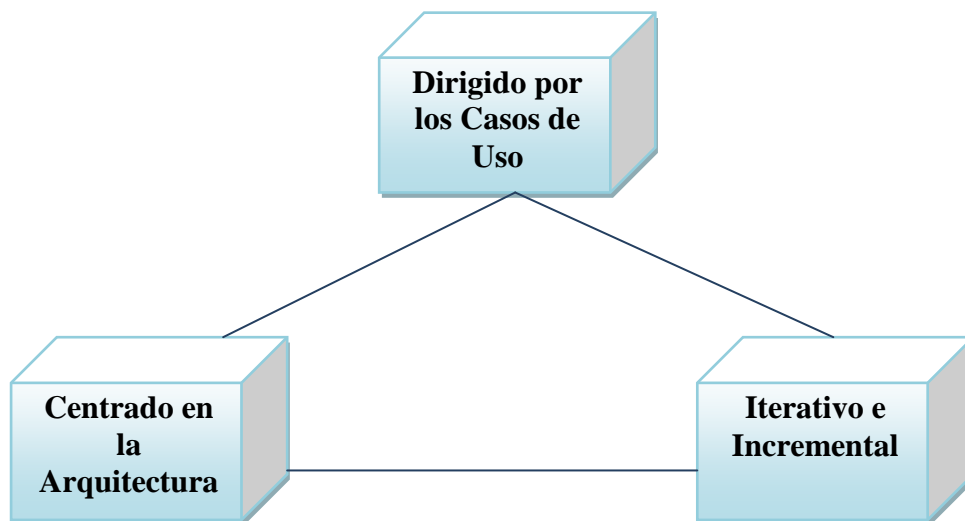 Dirigido por
los Casos de
Uso
Centrado en
la
Arquitectura
Iterativo e
Incremental